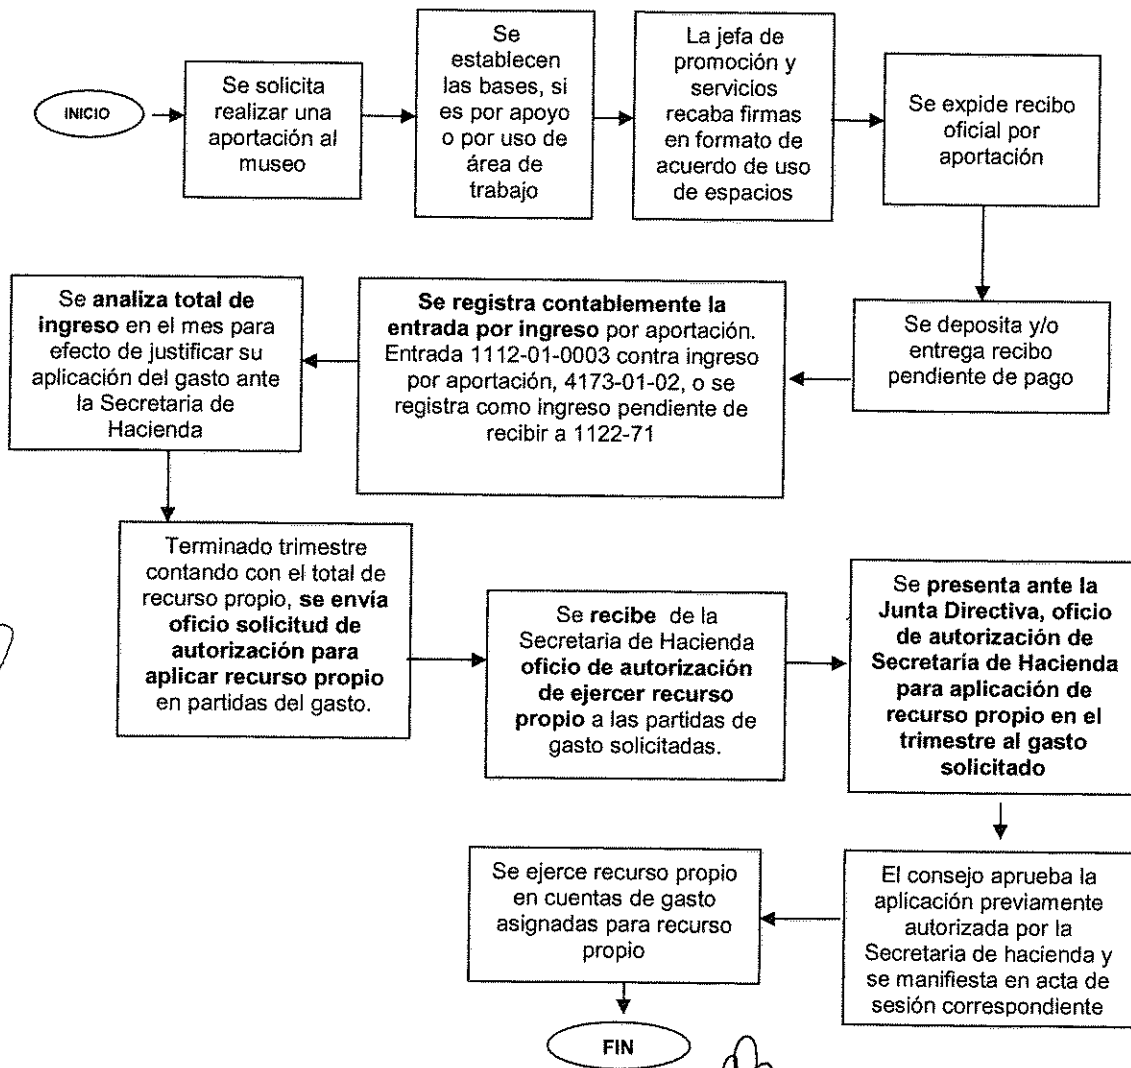 INICIO
Se solicita
realizar una
aportación al
museo
Se
establecen
las bases, si
es por apoyo
o por uso de
área de
trabajo
La jefa de
promoción y
servicios
recaba firmas
en formato de
acuerdo de uso
de espacios
Se expide recibo
oficial por
aportación
Se deposita y/o
entrega recibo
pendiente de pago
Se registra contablemente la
entrada por ingreso por aportación.
Entrada 1112-01-0003 contra ingreso
por aportación, 4173-01-02, o se
registra como ingreso pendiente de
recibir a 1122-71
Se analiza total de
ingreso en el mes para
efecto de justificar su
aplicación del gasto ante
la Secretaria de
Hacienda
Terminado trimestre
contando con el total de
recurso propio, se envía
oficio solicitud de
autorización para
aplicar recurso propio
en partidas del gasto.
Se recibe de la
Secretaria de Hacienda
oficio de autorización
de ejercer recurso
propio a las partidas de
gasto solicitadas.
Se presenta ante la
Junta Directiva, oficio
de autorización de
Secretaría de Hacienda
para aplicación de
recurso propio en el
trimestre al gasto
solicitado
El consejo aprueba la
aplicación previamente
autorizada por la
Secretaria de hacienda y
se manifiesta en acta de
sesión correspondiente
Se ejerce recurso propio
en cuentas de gasto
asignadas para recurso
propio
FIN